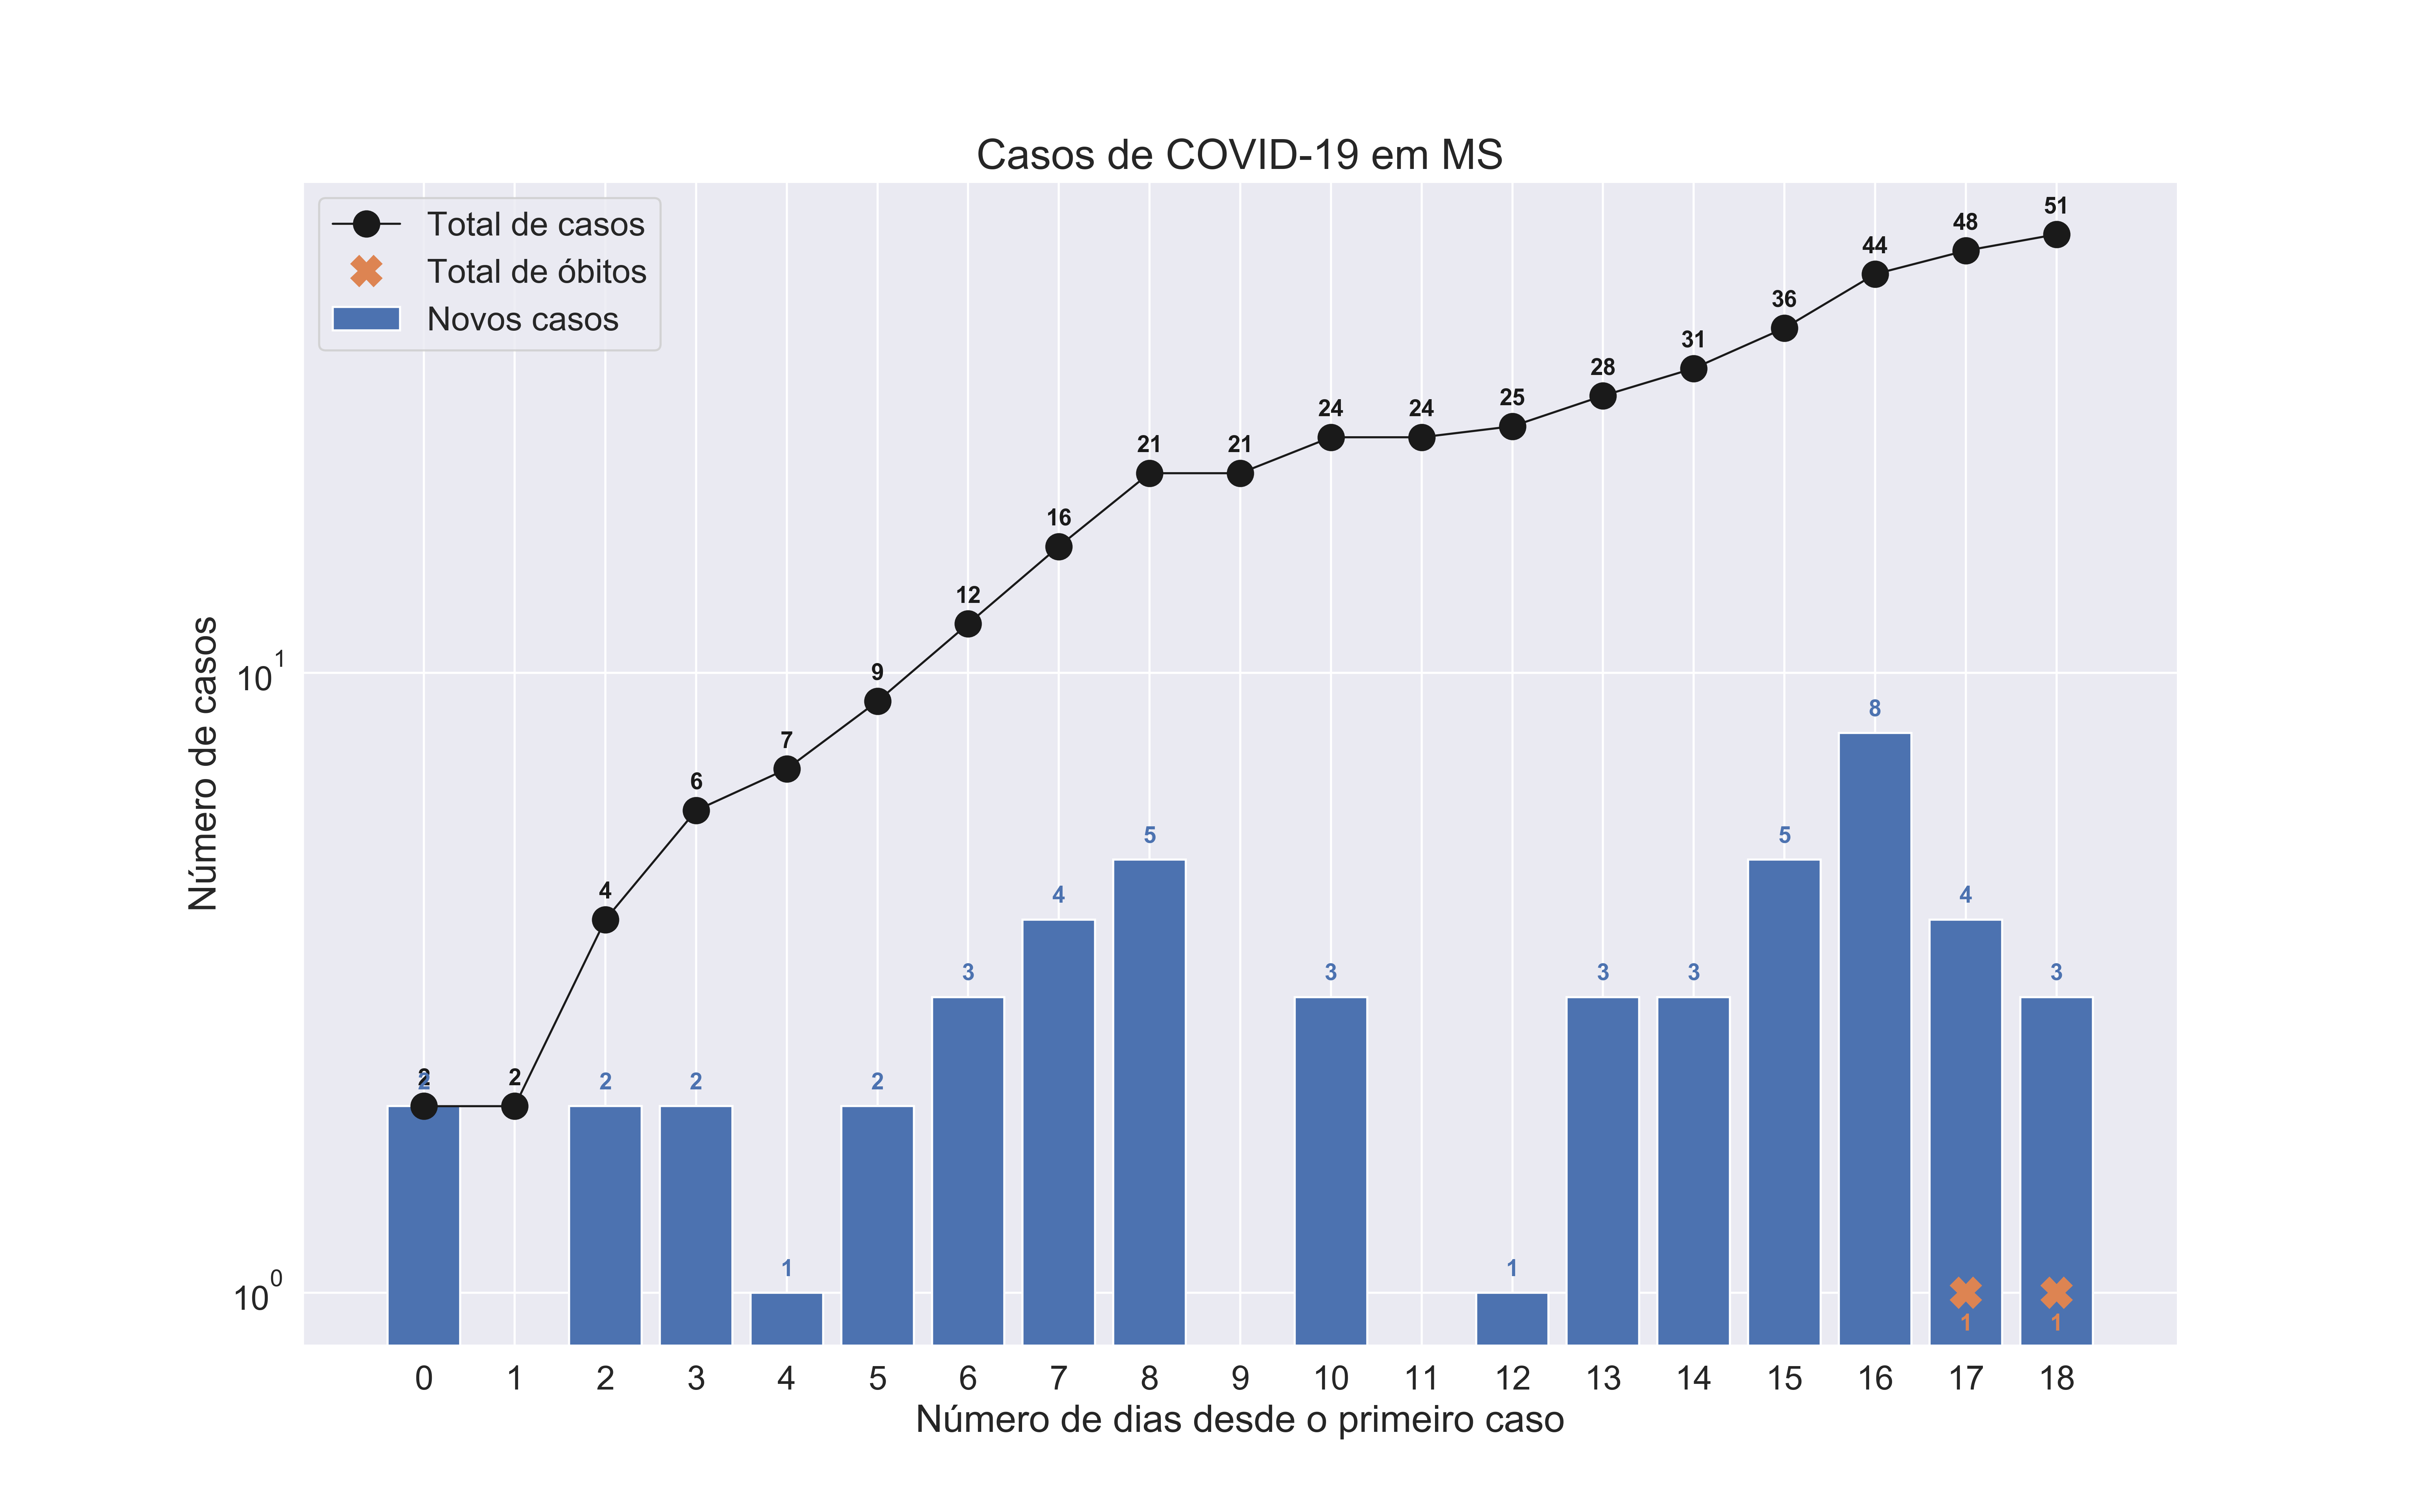 Casos de COVID-19 em MS
Total de casos
Total de óbitos
Novos casos
Número de casos
10^1
10^0
2 2 4 6 7 9 12 16 21 21 24 24 25 28 31 36 44 48 51
2 2 2 1 2 3 4 5 3 1 3 3 5 8 4 3
1 1
0 1 2 3 4 5 6 7 8 9 10 11 12 13 14 15 16 17 18
Número de dias desde o primeiro caso